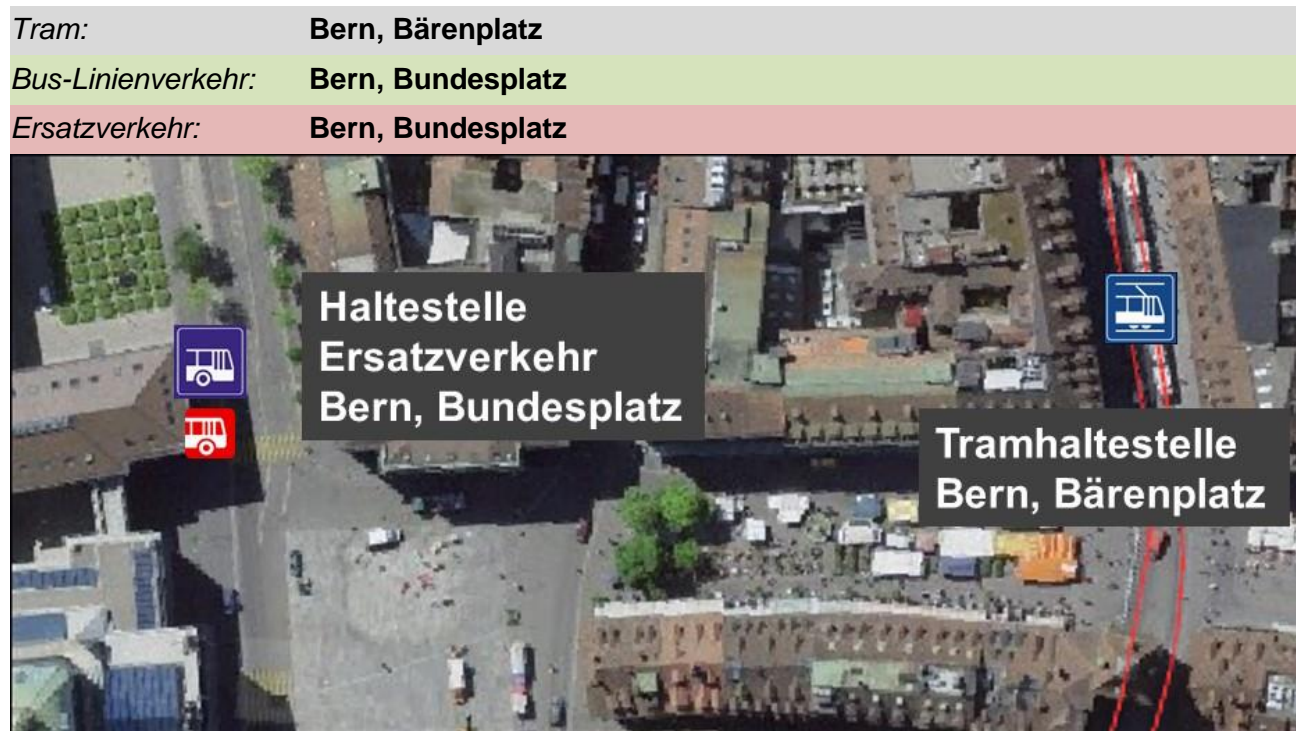 Tram: Bern, Bärenplatz
Bus-Linienverkehr: Bern, Bundesplatz
Ersatzverkehr: Bern, Bundesplatz
Haltestelle
Ersatzverkehr
Bern, Bundesplatz
Tramhaltestelle
Bern, Bärenplatz